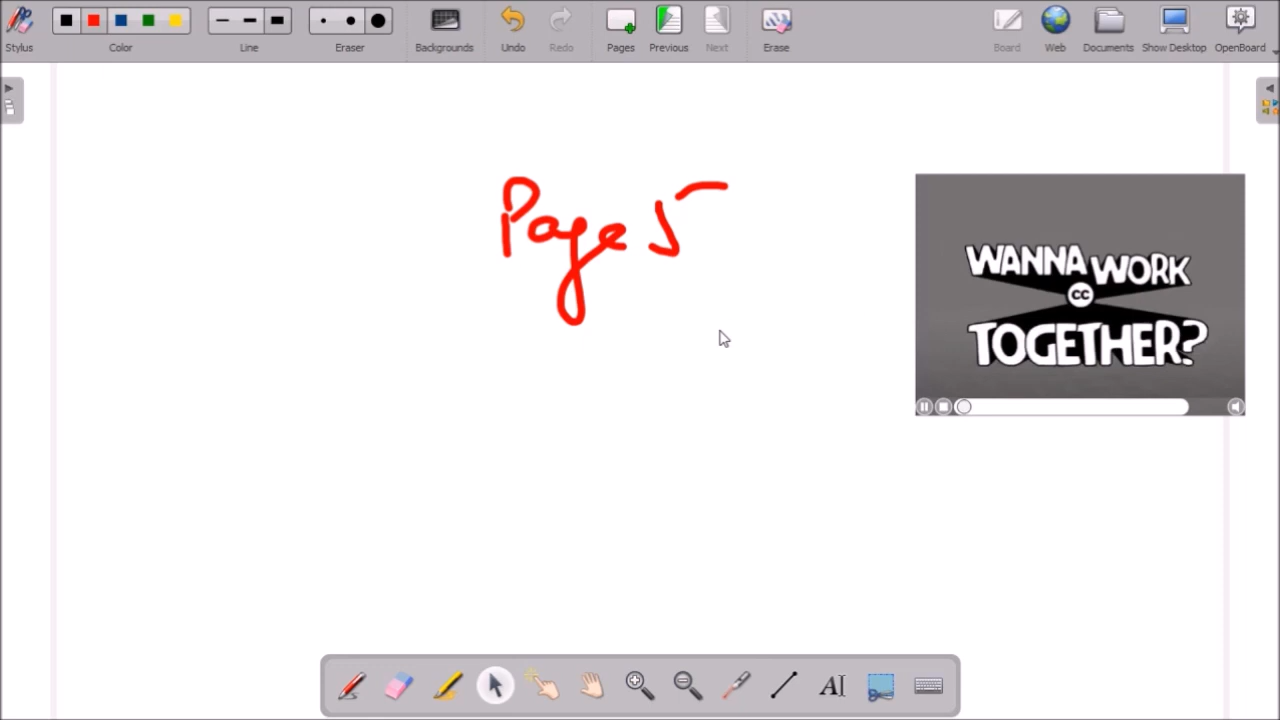 Stylus
Color
Line
Eraser
Backgrounds
Undo
Redo
Pages
Previous
Next
Erase
Board
Web
Documents
Show Desktop
OpenBoard
Page 5
WANNA WORK
cc
TOGETHER?
AI